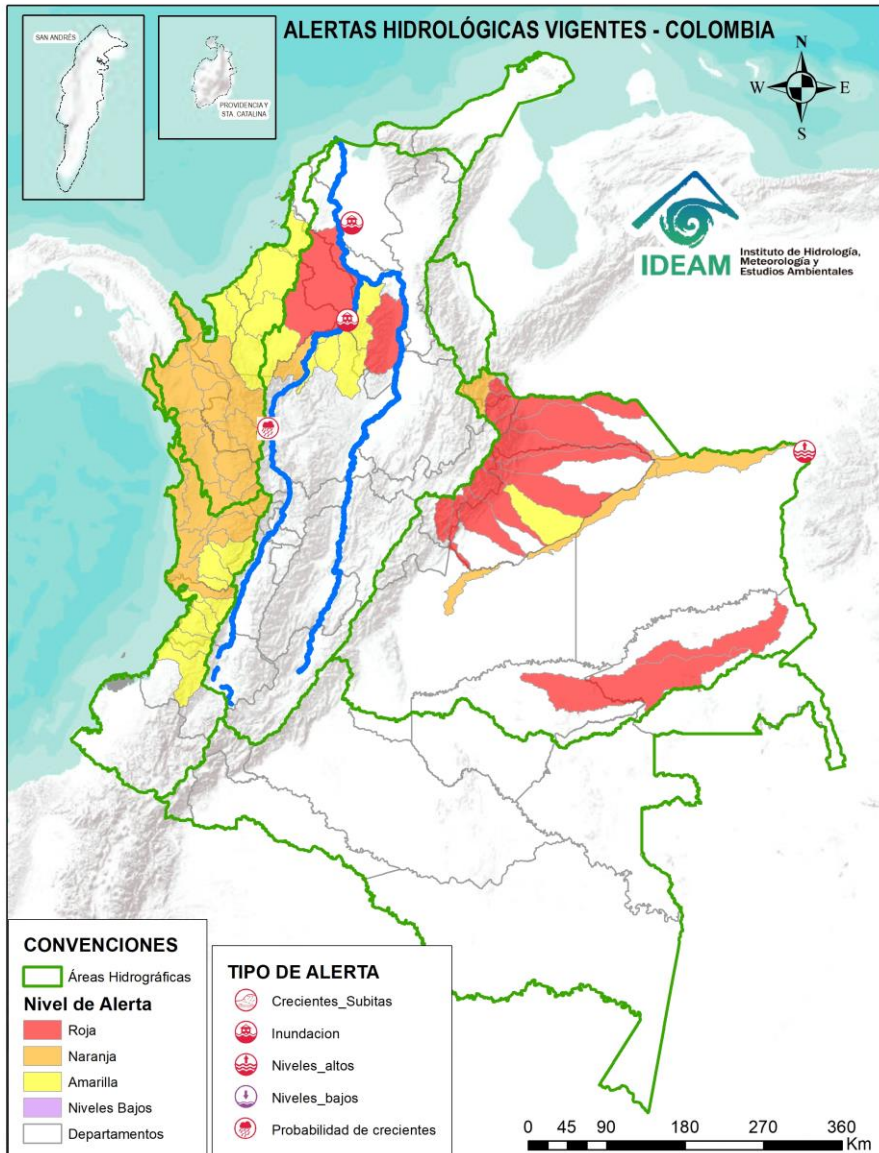 ALERTAS HIDROLÓGICAS VIGENTES - COLOMBIA
SAN ANDRÉS
PROVIDENCIA Y
STA. CATALINA
N
W
E
S
IDEAM
Instituto de Hidrología,
Meteorología y
Estudios Ambientales
CONVENCIONES
Áreas Hidrográficas
Nivel de Alerta
Roja
Naranja
Amarilla
Niveles Bajos
Departamentos
TIPO DE ALERTA
Crecientes_Subitas
Inundacion
Niveles_altos
Niveles_bajos
Probabilidad de crecientes
0 45 90 180 270 360
Km